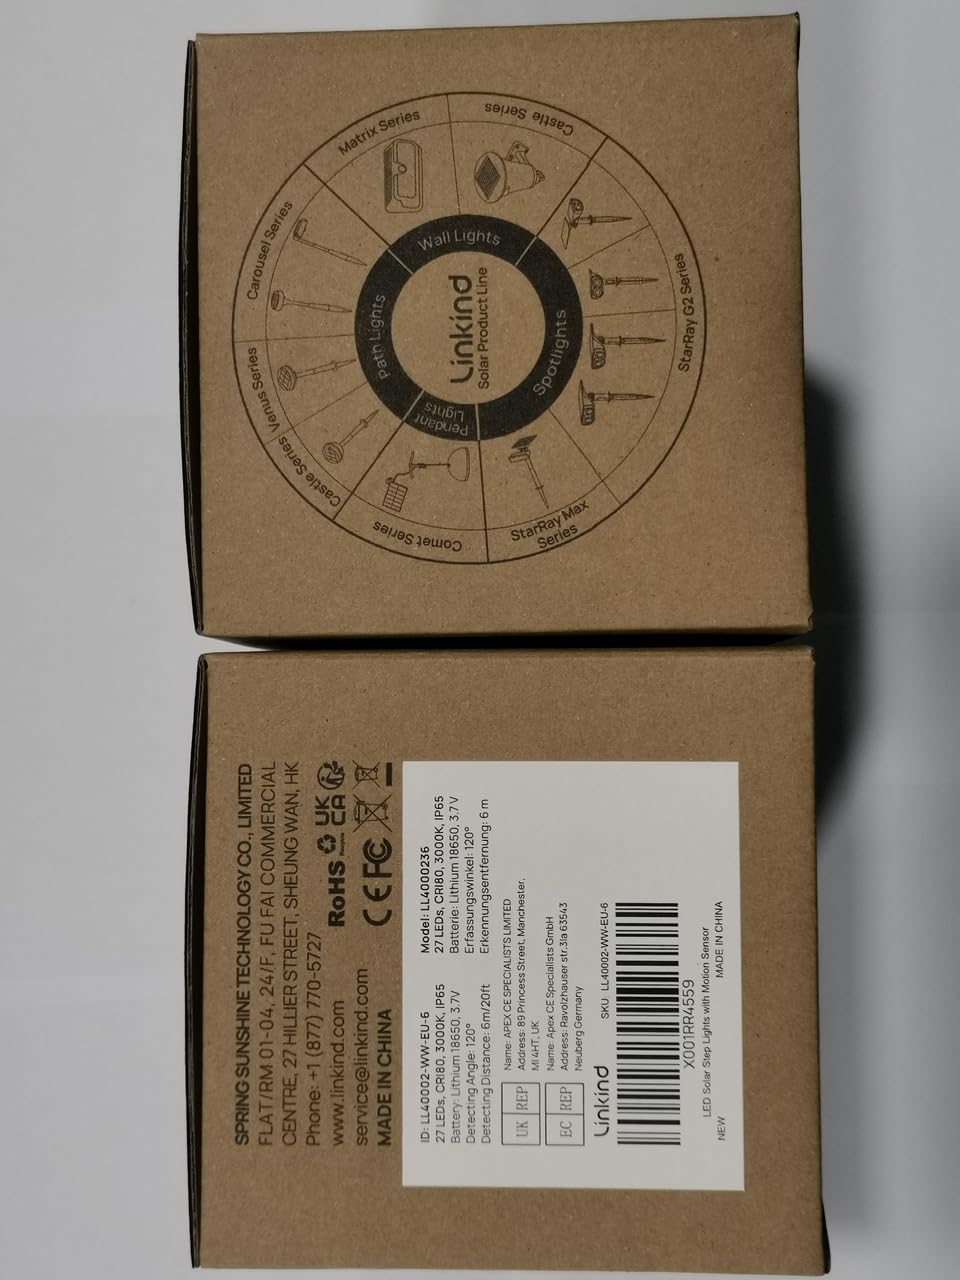 Linkind
Solar Product Line
Wall Lights
Spotlights
Pendant
Lights
Path Lights
Matrix Series
Castle Series
StarRay G2 Series
StarRay Max
Series
Comet Series
Castle Series
Venus Series
Carousel Series
SPRING SUNSHINE TECHNOLOGY CO., LIMITED
FLAT/RM 01-04, 24/F, FU FAI COMMERCIAL
CENTRE, 27 HILLIER STREET, SHEUNG WAN, HK
Phone: +1 (877) 770-5727
www.linkind.com
service@linkind.com
MADE IN CHINA
RoHS
Recycle
UK
CA
CE FC
ID: LL40002-WW-EU-6
27 LEDs, CRI80, 3000K, IP65
Battery: Lithium 18650, 3.7V
Detecting Angle: 120°
Detecting Distance: 6m/20ft
Model: LL4000236
27 LEDs, CRI80, 3000K, IP65
Batterie: Lithium 18650, 3.7 V
Erfassungswinkel: 120°
Erkennungsentfernung: 6 m
UK REP
Name: APEX CE SPECIALISTS LIMITED
Address: 89 Princess Street, Manchester,
M1 4HT, UK
EC REP
Name: Apex CE Specialists GmbH
Address: Ravolzhauser str.31a 63543
Neuberg Germany
Linkind
SKU: LL40002-WW-EU-6
X001RR4559
LED Solar Step Lights with Motion Sensor
NEW
MADE IN CHINA